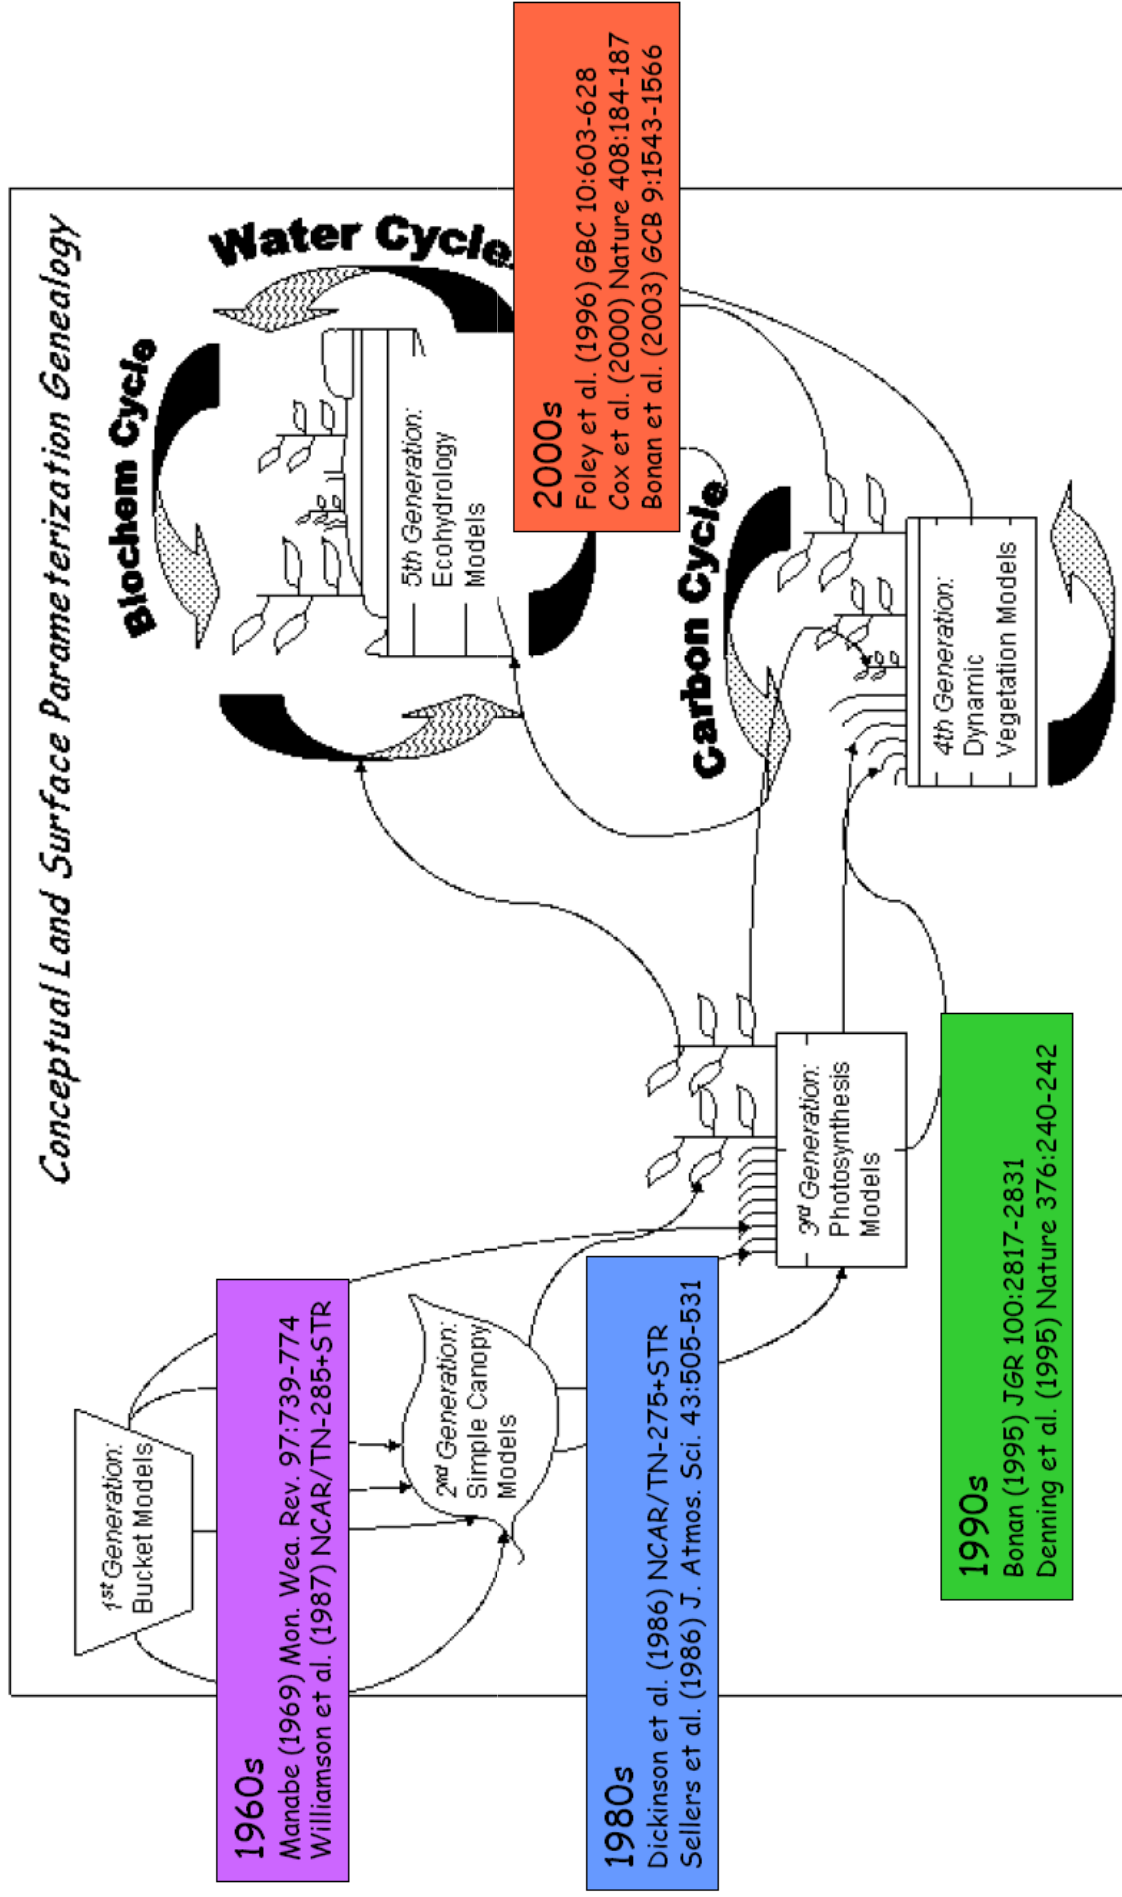 Conceptual Land Surface Parameterization Genealogy
1st Generation:
Bucket Models
1960s
Manabe (1969) Mon. Wea. Rev. 97:739-774
Williamson et al. (1987) NCAR/TN-285+STR
2nd Generation:
Simple Canopy
Models
1980s
Dickinson et al. (1986) NCAR/TN-275+STR
Sellers et al. (1986) J. Atmos. Sci. 43:505-531
3rd Generation:
Photosynthesis
Models
1990s
Bonan (1995) JGR 100:2817-2831
Denning et al. (1995) Nature 376:240-242
Carbon Cycle
4th Generation:
Dynamic
Vegetation Models
Biochem Cycle
Water Cycle
5th Generation:
Ecohydrology
Models
2000s
Foley et al. (1996) GBC 10:603-628
Cox et al. (2000) Nature 408:184-187
Bonan et al. (2003) GCB 9:1543-1566